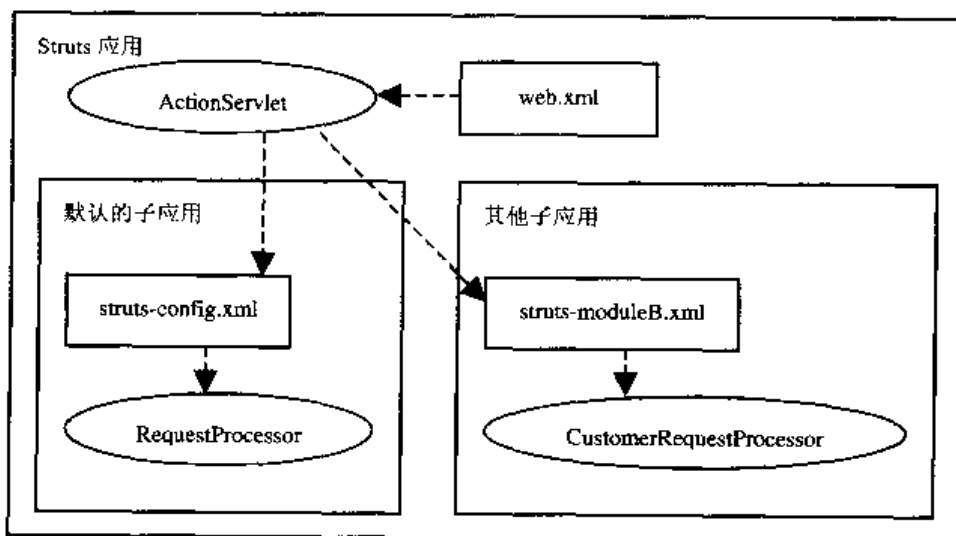 Struts 应用
ActionServlet
web.xml
默认的子应用
其他子应用
struts-config.xml
struts-moduleB.xml
RequestProcessor
CustomerRequestProcessor